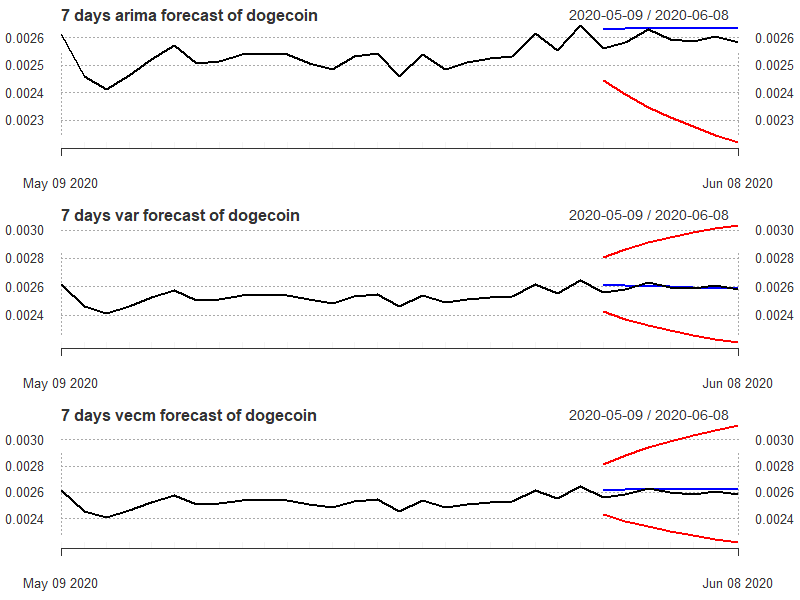 7 days arima forecast of dogecoin 2020-05-09 / 2020-06-08
0.0026 0.0026
0.0025 0.0025
0.0024 0.0024
0.0023 0.0023
May 09 2020 Jun 08 2020
7 days var forecast of dogecoin 2020-05-09 / 2020-06-08
0.0030 0.0030
0.0028 0.0028
0.0026 0.0026
0.0024 0.0024
May 09 2020 Jun 08 2020
7 days vecm forecast of dogecoin 2020-05-09 / 2020-06-08
0.0030 0.0030
0.0028 0.0028
0.0026 0.0026
0.0024 0.0024
May 09 2020 Jun 08 2020